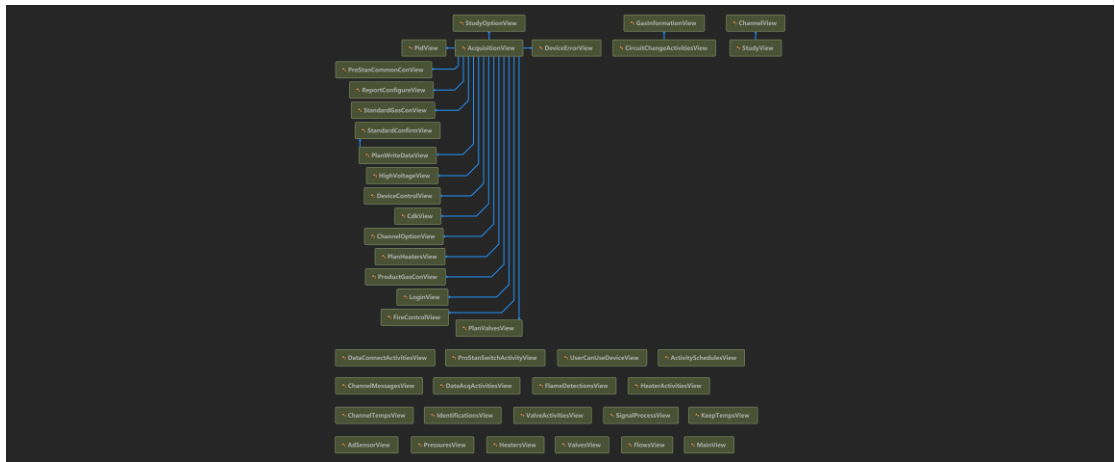 StudyOptionView
GasInformationView
ChannelView
PidView
AcquisitionView
DeviceErrorView
CircuitChangeActivitiesView
StudyView
ProStanCommonConView
ReportConfigureView
StandardGasConView
StandardConfirmView
PlanWriteDataView
HighVoltageView
DeviceControlView
CdkView
ChannelOptionView
PlanHeatersView
ProductGasConView
LoginView
FireControlView
PlanValvesView
DataConnectActivitiesView
ProStanSwitchActivityView
UserCanUseDeviceView
ActivitySchedulesView
ChannelMessagesView
DataAcqActivitiesView
FlameDetectionsView
HeaterActivitiesView
ChannelTempsView
IdentificationsView
ValveActivitiesView
SignalProcessView
KeepTempsView
AdSensorView
PressuresView
HeatersView
ValvesView
FlowsView
MainView